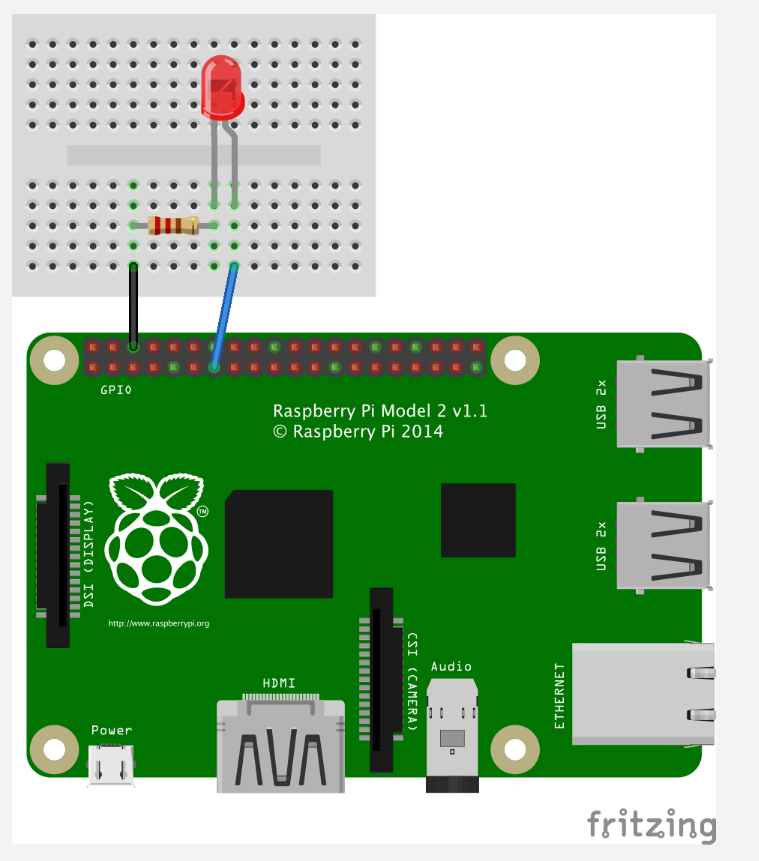 GPIO
Raspberry Pi Model 2 v1.1
© Raspberry Pi 2014
USB 2x
DSI (DISPLAY)
TM
USB 2x
http://www.raspberrypi.org
HDMI
CSI (CAMERA)
Audio
ETHERNET
Power
fritzing